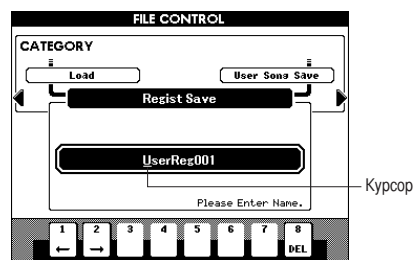 FILE CONTROL
CATEGORY
Load
User Song Save
Regist Save
UserReg001
Курсор
Please Enter Name.
1 2 3 4 5 6 7 8
← → DEL